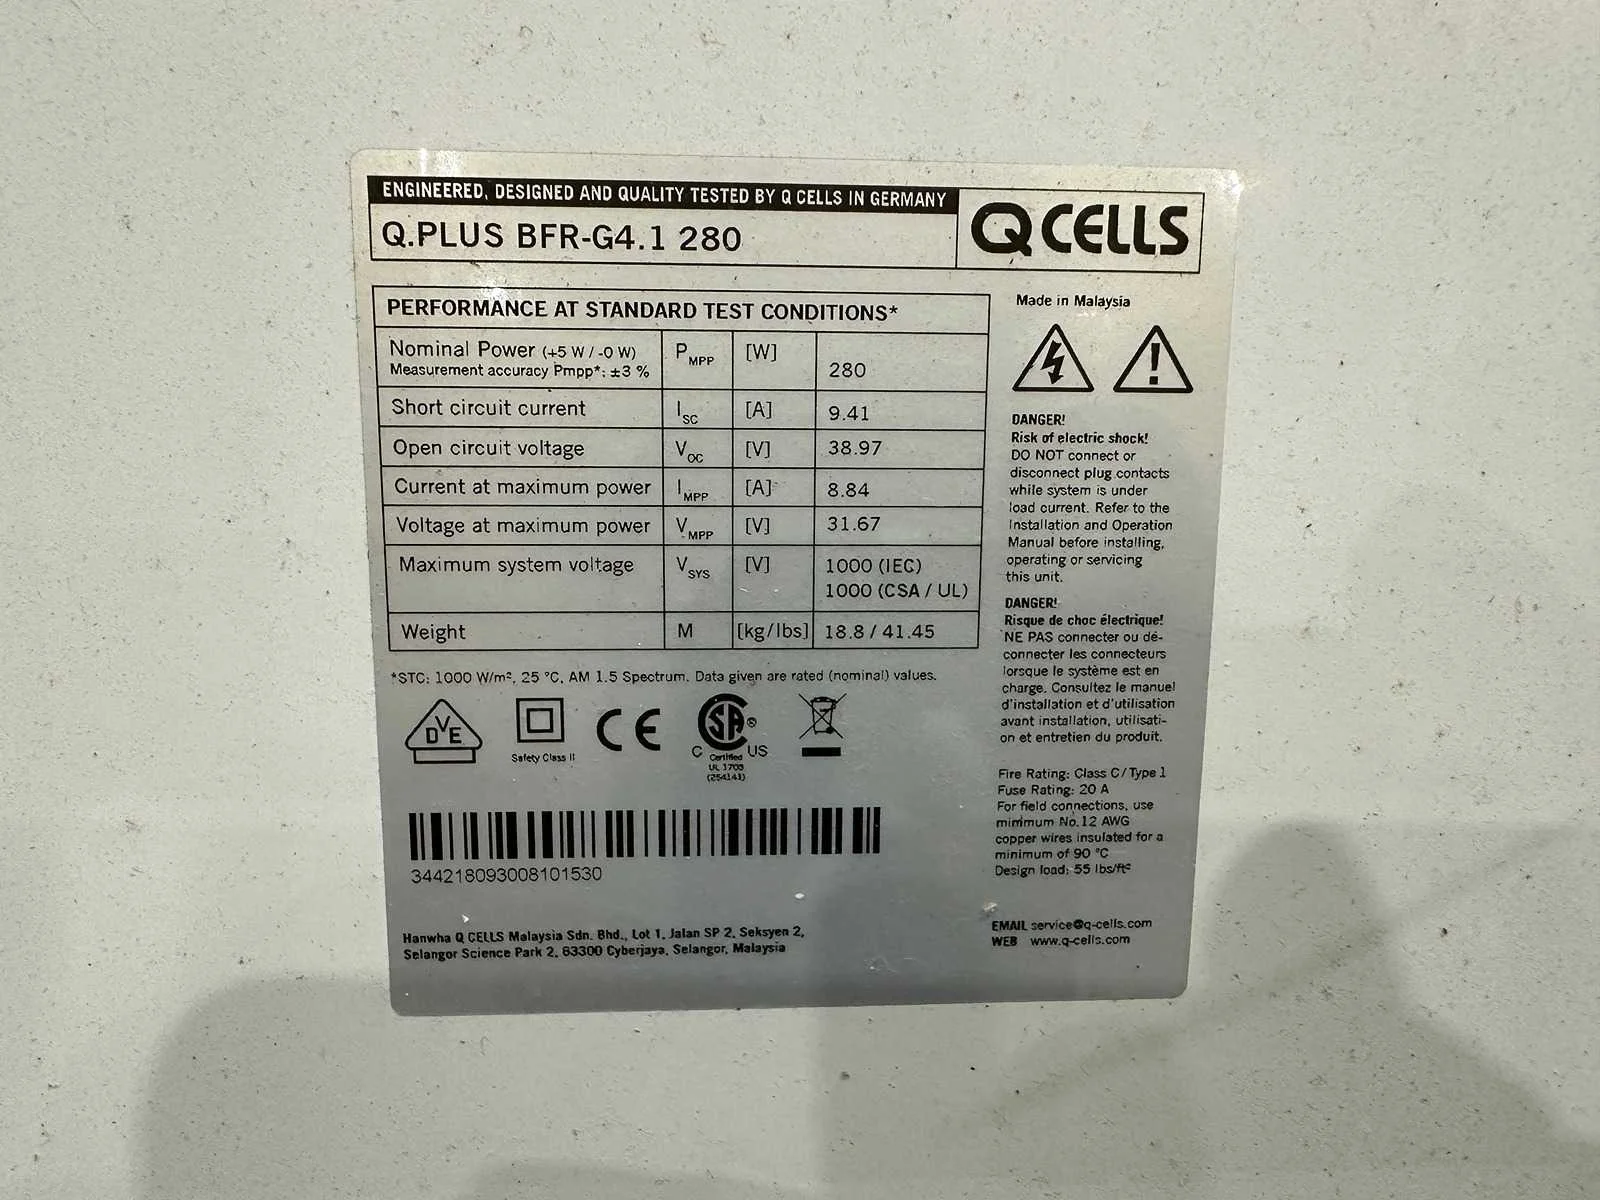 ENGINEERED, DESIGNED AND QUALITY TESTED BY Q CELLS IN GERMANY
Q.PLUS BFR-G4.1 280
Q CELLS
PERFORMANCE AT STANDARD TEST CONDITIONS*
Nominal Power (+5 W / -0 W)
Measurement accuracy Pmpp*: ±3 %
PMPP [W] 280
Short circuit current ISC [A] 9.41
Open circuit voltage VOC [V] 38.97
Current at maximum power IMPP [A] 8.84
Voltage at maximum power VMPP [V] 31.67
Maximum system voltage VSYS [V] 1000 (IEC)
1000 (CSA / UL)
Weight M [kg/lbs] 18.8 / 41.45
*STC: 1000 W/m², 25 °C, AM 1.5 Spectrum. Data given are rated (nominal) values.
DVE
Safety Class II
CE
SA®
C Certified US
UL 1703
(254141)
344218093008101530
Hanwha Q CELLS Malaysia Sdn. Bhd., Lot 1, Jalan SP 2, Seksyen 2,
Selangor Science Park 2, 63300 Cyberjaya, Selangor, Malaysia
Made in Malaysia
DANGER!
Risk of electric shock!
DO NOT connect or
disconnect plug contacts
while system is under
load current. Refer to the
Installation and Operation
Manual before installing,
operating or servicing
this unit.
DANGER!
Risque de choc électrique!
NE PAS connecter ou dé-
connecter les connecteurs
lorsque le système est en
charge. Consultez le manuel
d'installation et d'utilisation
avant installation, utilisati-
on et entretien du produit.
Fire Rating: Class C / Type 1
Fuse Rating: 20 A
For field connections, use
minimum No.12 AWG
copper wires insulated for a
minimum of 90 °C
Design load: 55 lbs/ft²
EMAIL service@q-cells.com
WEB www.q-cells.com